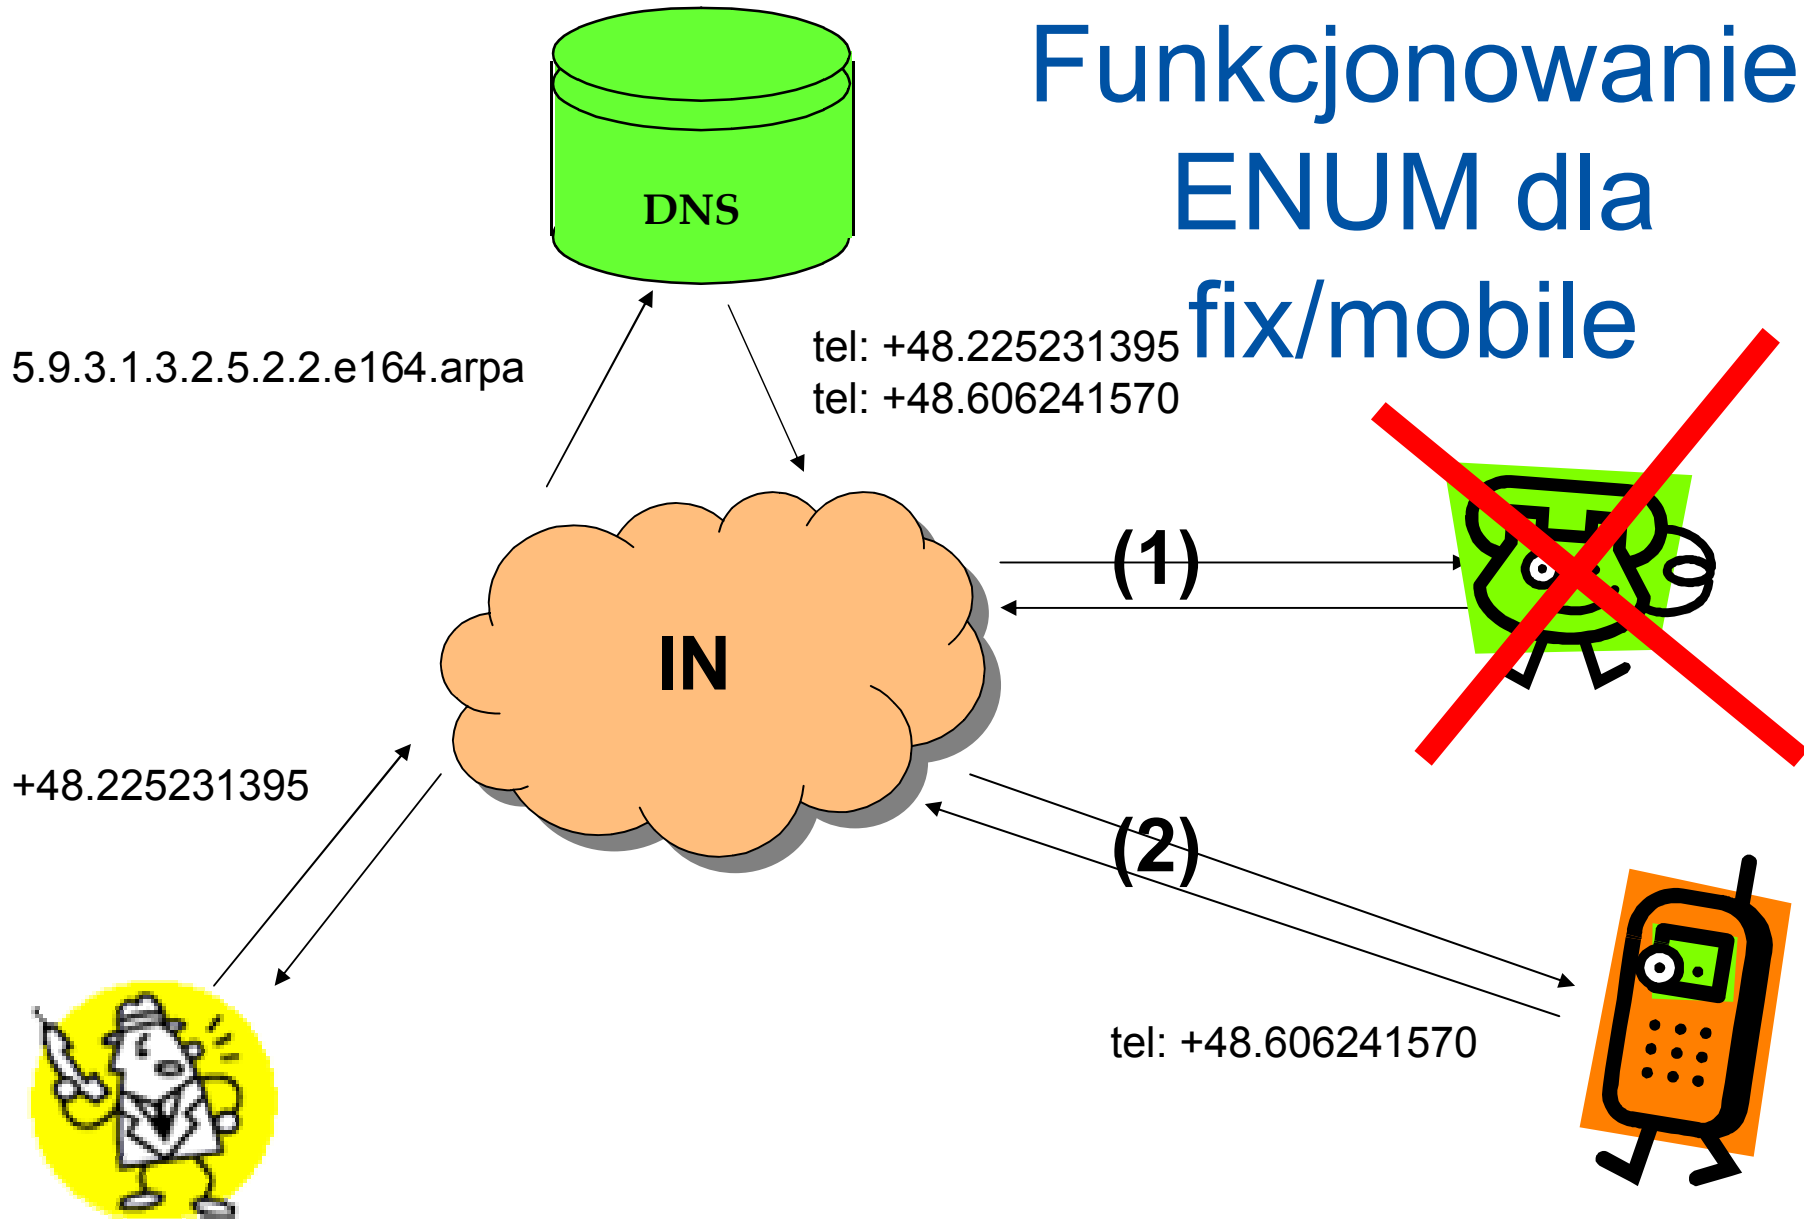 Funkcjonowanie
ENUM dla
fix/mobile
DNS
5.9.3.1.3.2.5.2.2.e164.arpa
tel: +48.225231395
tel: +48.606241570
(1)
IN
+48.225231395
(2)
tel: +48.606241570